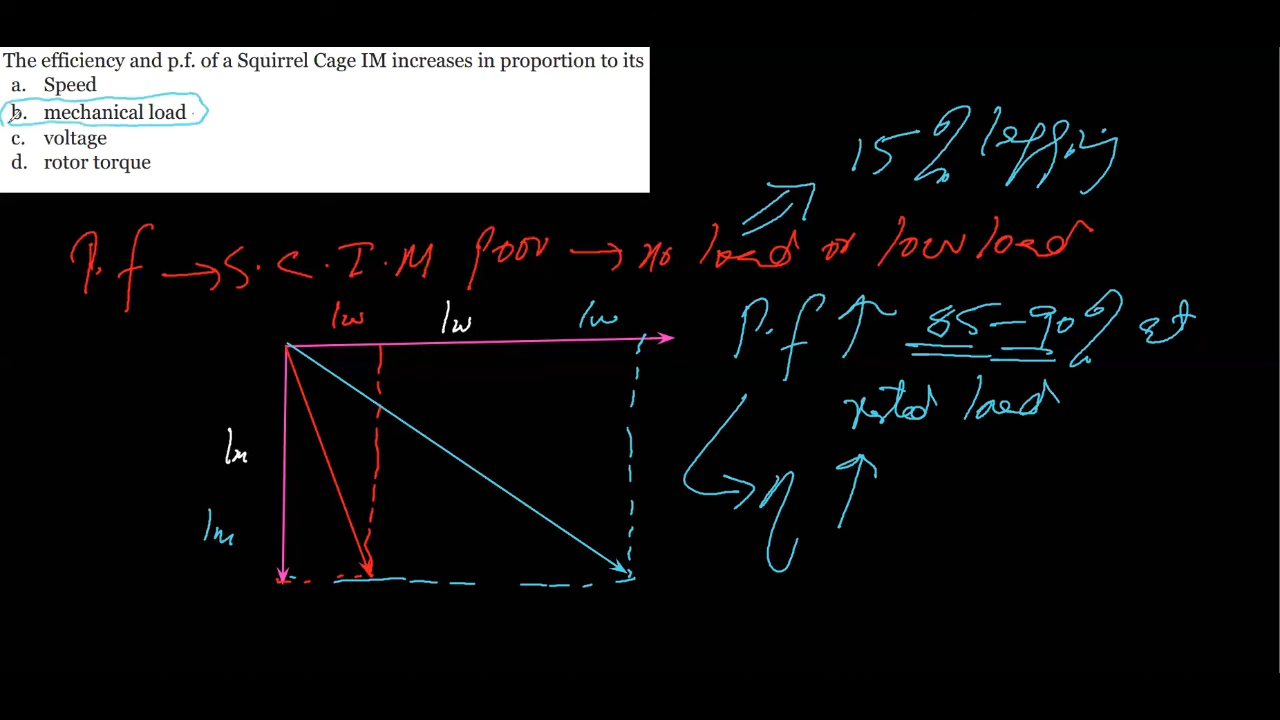 The efficiency and p.f. of a Squirrel Cage IM increases in proportion to its
a. Speed
b. mechanical load
c. voltage
d. rotor torque
15% lagging
P.f → S.C.I.M Poor → no load or low load
Iw Iw Iw
P.f ↑ 85-90% at
rated load
Im
η ↑
Im